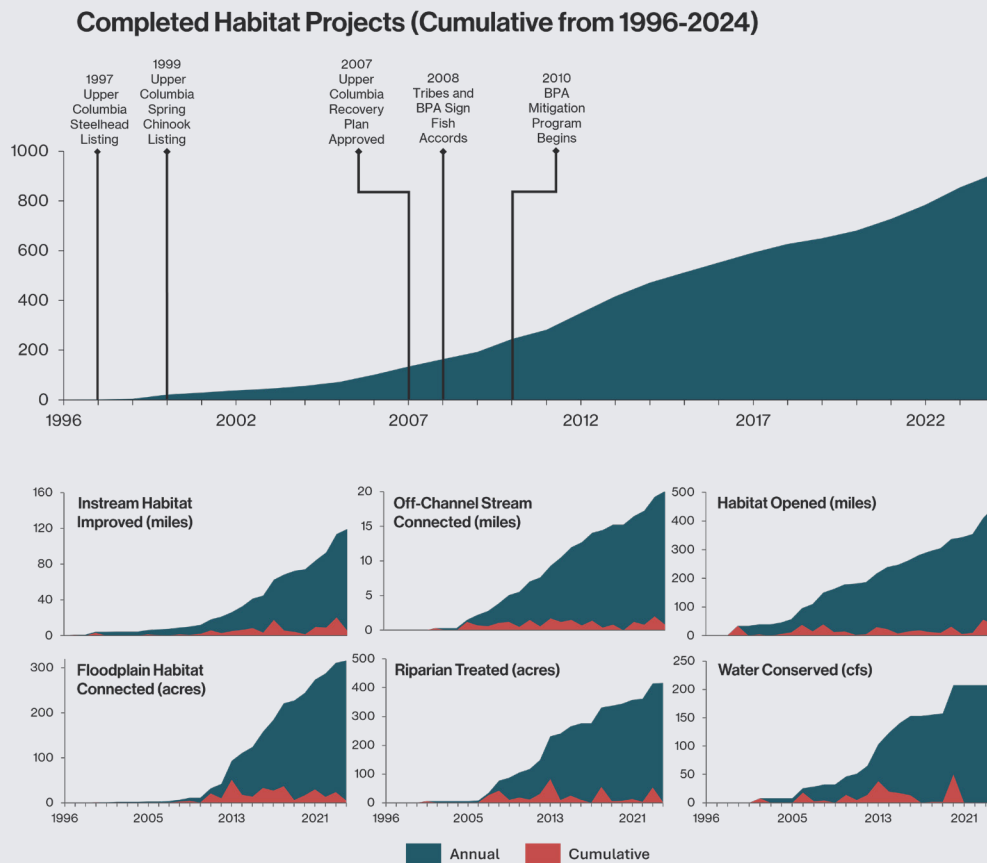 Completed Habitat Projects (Cumulative from 1996-2024)
1997
Upper
Columbia
Steelhead
Listing
1999
Upper
Columbia
Spring
Chinook
Listing
2007
Upper
Columbia
Recovery
Plan
Approved
2008
Tribes and
BPA Sign
Fish
Accords
2010
BPA
Mitigation
Program
Begins
1000
800
600
400
200
0
1996 2002 2007 2012 2017 2022
Instream Habitat
Improved (miles)
160
120
80
40
0
Off-Channel Stream
Connected (miles)
20
15
10
5
0
Habitat Opened (miles)
500
400
300
200
100
0
Floodplain Habitat
Connected (acres)
300
200
100
0
1996 2005 2013 2021
Riparian Treated (acres)
500
400
300
200
100
0
1996 2005 2013 2021
Water Conserved (cfs)
250
200
150
100
50
0
1996 2005 2013 2021
Annual Cumulative